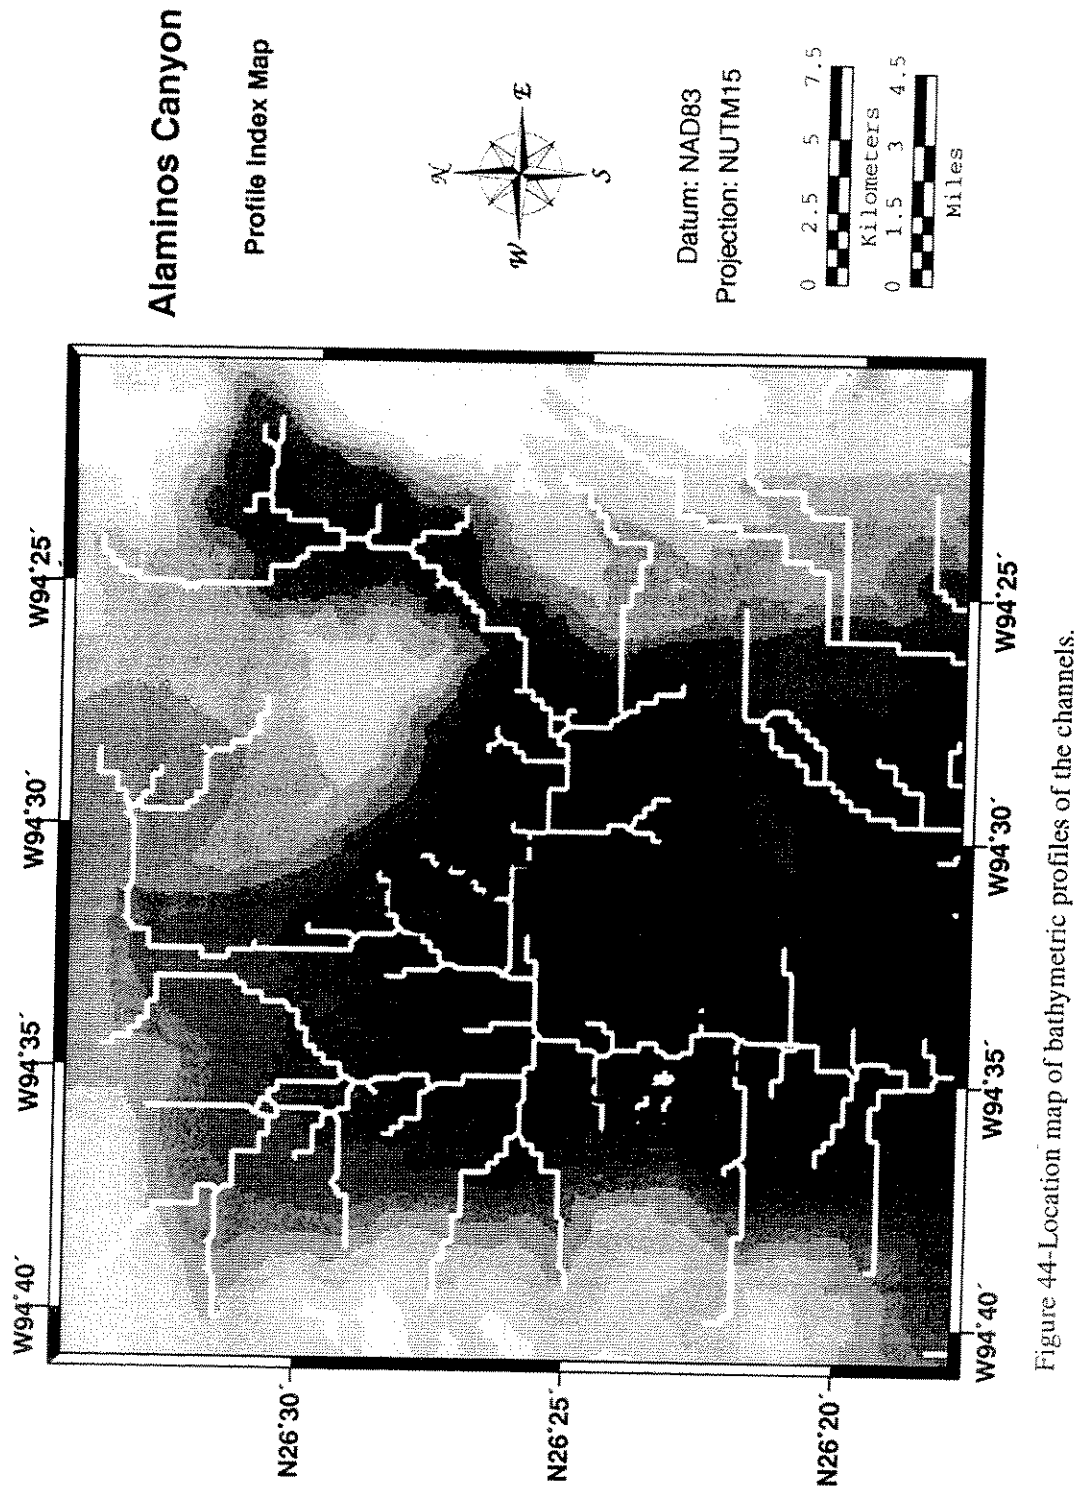 Alaminos Canyon
Profile Index Map
N
W
E
S
Datum: NAD83
Projection: NUTM15
0 2.5 5 7.5
Kilometers
0 1.5 3 4.5
Miles
W94°40´ W94°35´ W94°30´ W94°25´
N26°30´
N26°25´
N26°20´
W94°40´ W94°35´ W94°30´ W94°25´
Figure 44-Location map of bathymetric profiles of the channels.